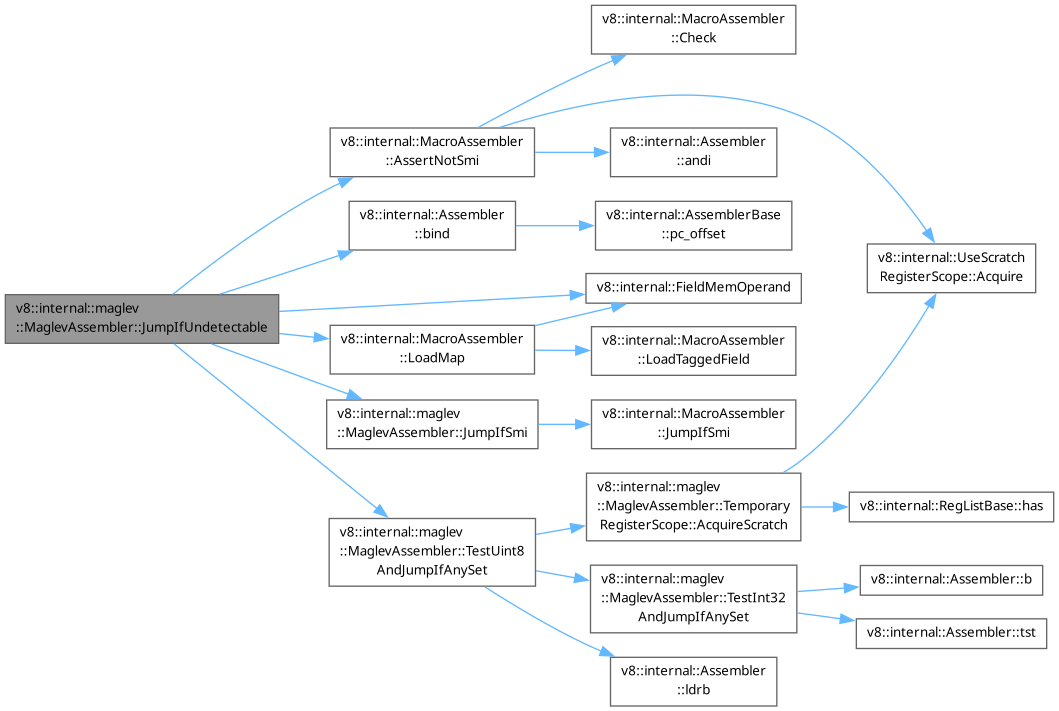 v8::internal::MacroAssembler
::Check
v8::internal::MacroAssembler
::AssertNotSmi
v8::internal::Assembler
::andi
v8::internal::Assembler
::bind
v8::internal::AssemblerBase
::pc_offset
v8::internal::UseScratch
RegisterScope::Acquire
v8::internal::maglev
::MaglevAssembler::JumpIfUndetectable
v8::internal::FieldMemOperand
v8::internal::MacroAssembler
::LoadMap
v8::internal::MacroAssembler
::LoadTaggedField
v8::internal::maglev
::MaglevAssembler::JumpIfSmi
v8::internal::MacroAssembler
::JumpIfSmi
v8::internal::maglev
::MaglevAssembler::Temporary
RegisterScope::AcquireScratch
v8::internal::RegListBase::has
v8::internal::maglev
::MaglevAssembler::TestUint8
AndJumpIfAnySet
v8::internal::maglev
::MaglevAssembler::TestInt32
AndJumpIfAnySet
v8::internal::Assembler::b
v8::internal::Assembler::tst
v8::internal::Assembler
::ldrb